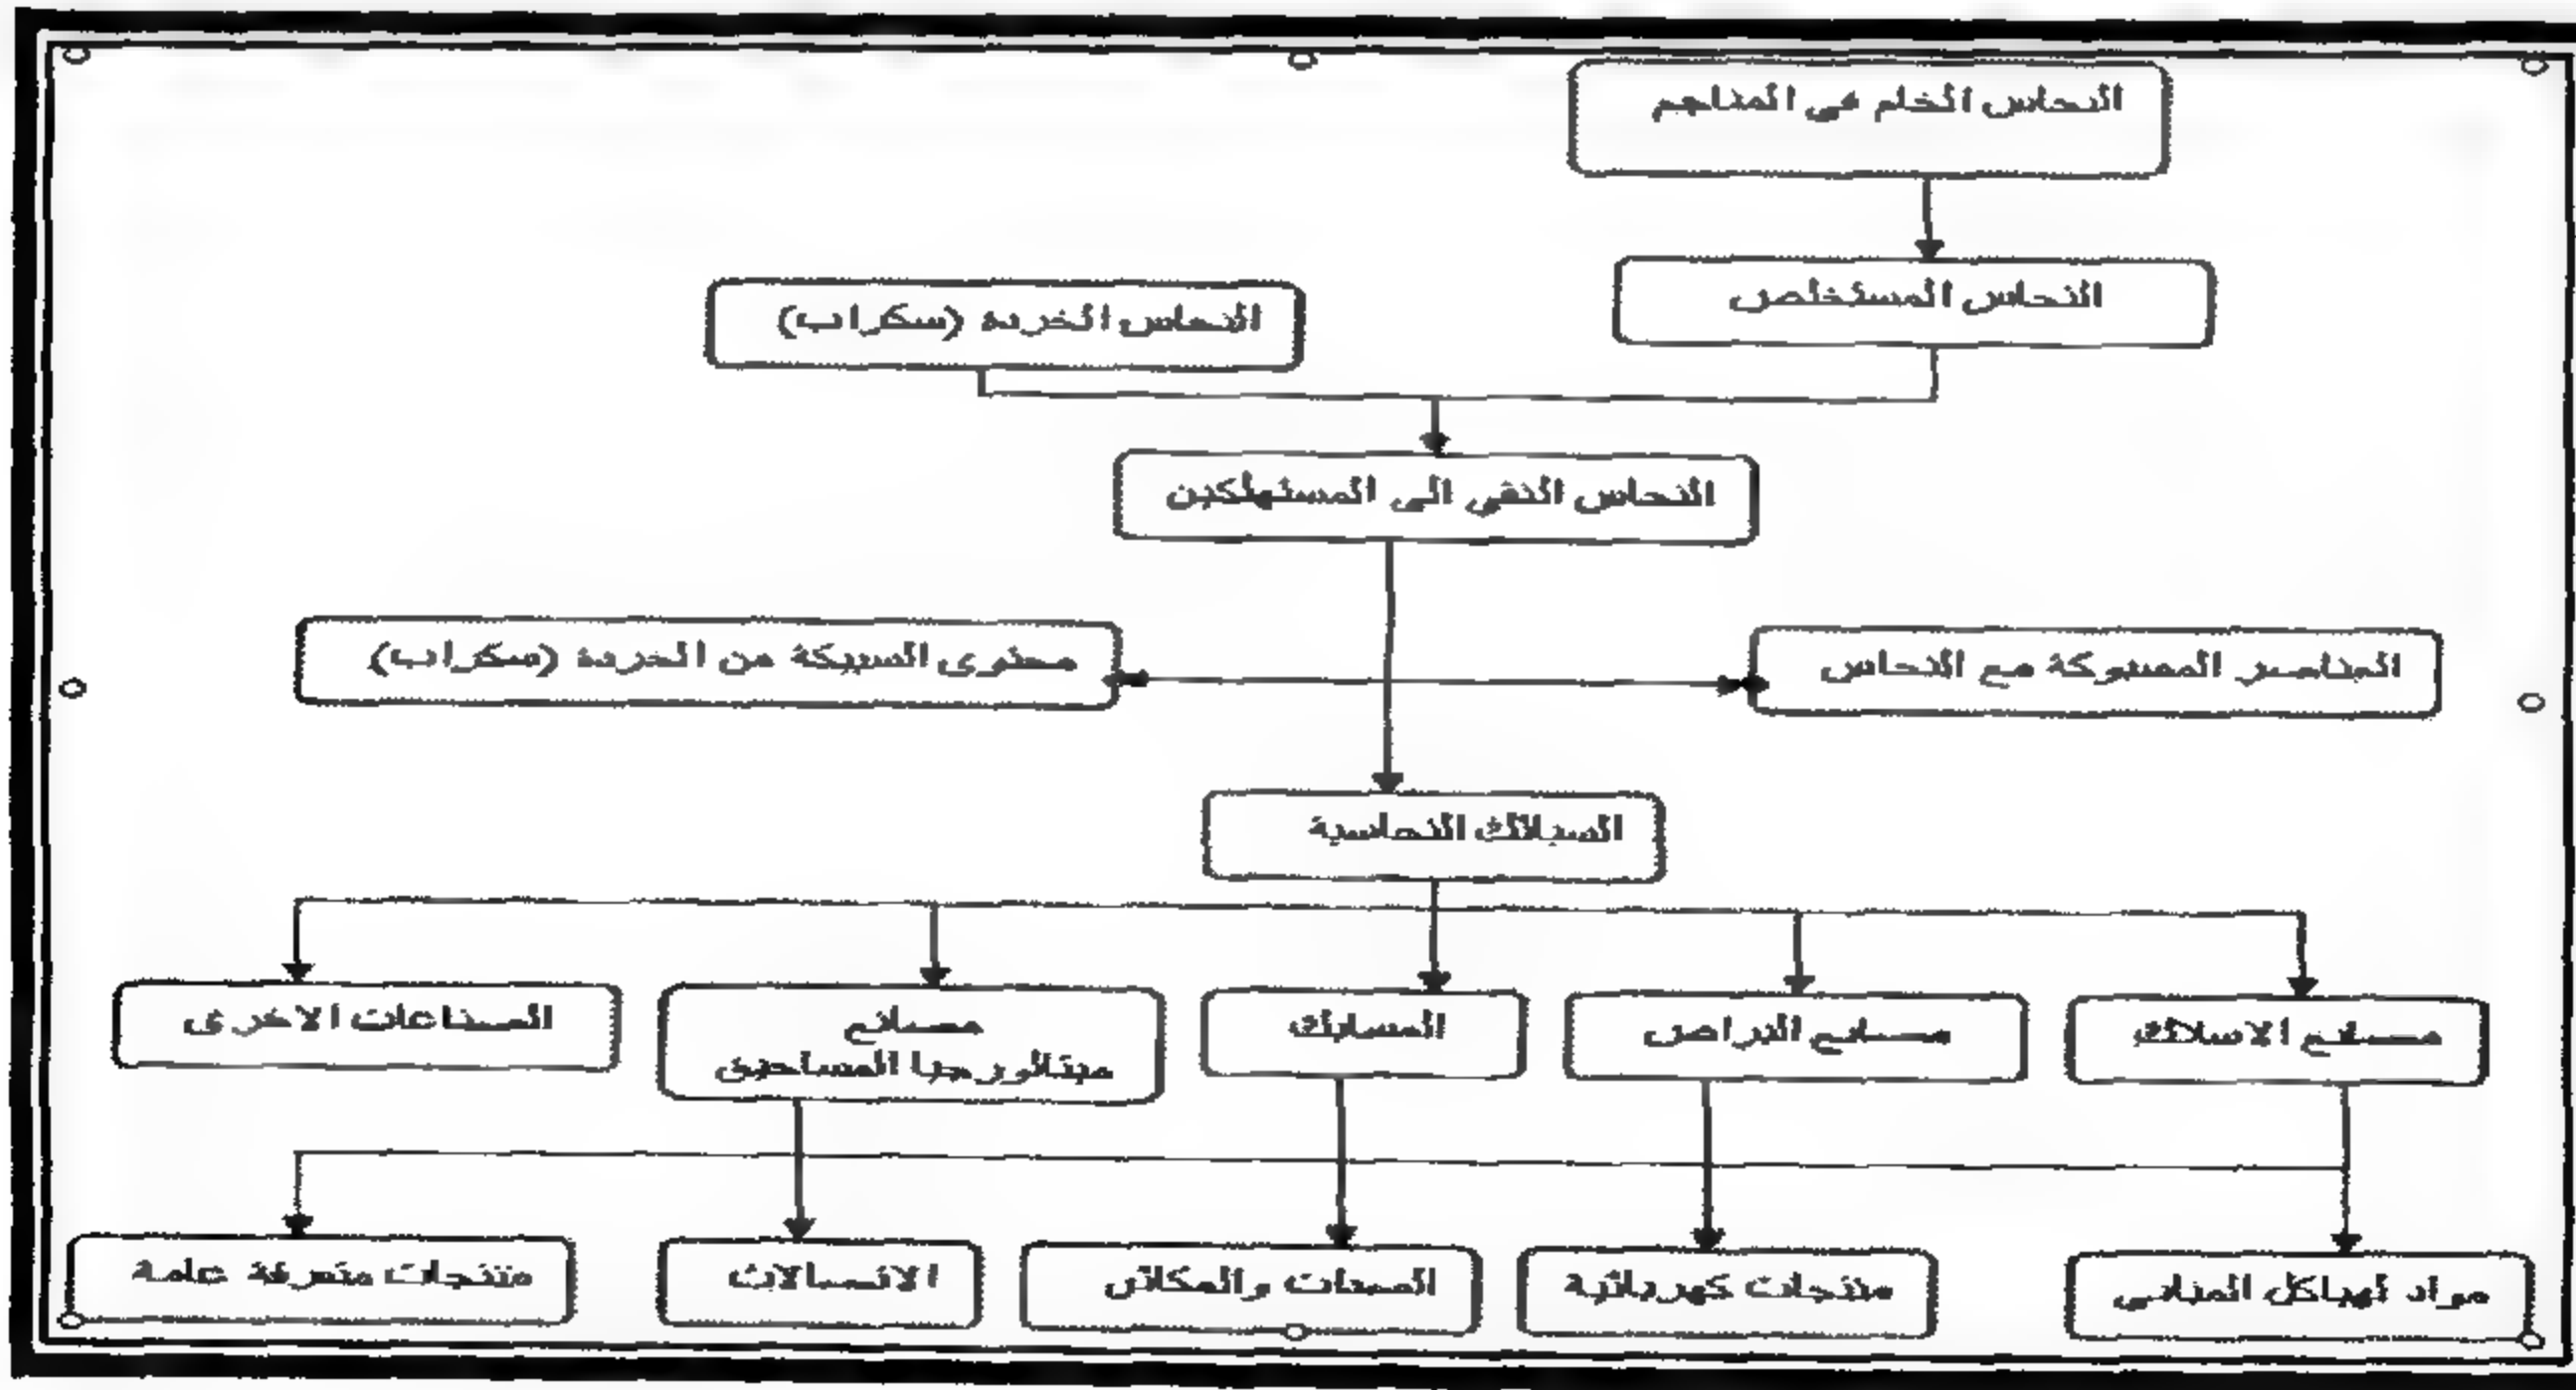 النحاس الخام في المناجم
النحاس المستخلص
النحاس الخردة (سكراب)
النحاس النقي الى المستهلكين
العناصر المسبوكة مع النحاس
محتوى السبيكة من الخردة (سكراب)
السبائك النحاسية
مصانع الاسلاك
مصانع البراص
المسابك
مصانع
ميتالورجيا المساحيق
الصناعات الاخرى
مواد لهياكل المباني
منتجات كهربائية
المعدات والمكائن
الاتصالات
منتجات متفرقة عامة